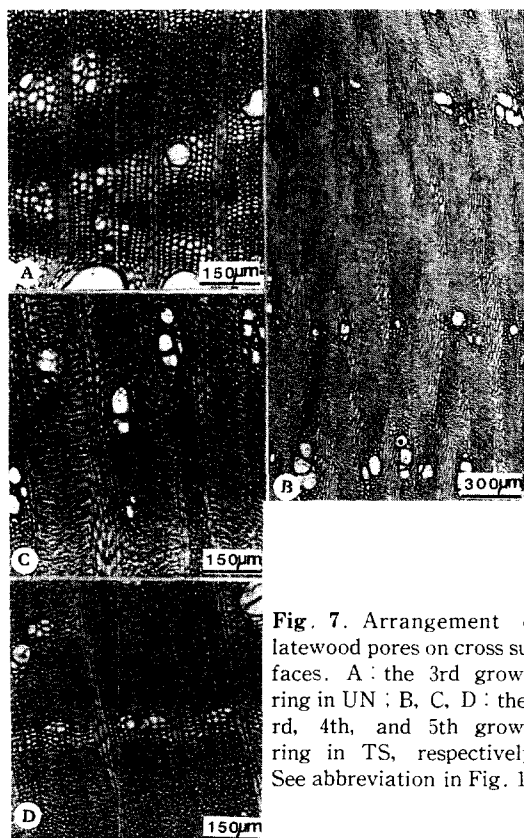 A
150μm
B
300μm
C
150μm
D
150μm
Fig. 7. Arrangement
latewood pores on cross su
faces. A : the 3rd grow
ring in UN ; B, C, D : the
rd, 4th, and 5th grow
ring in TS, respectivel
See abbreviation in Fig. 1